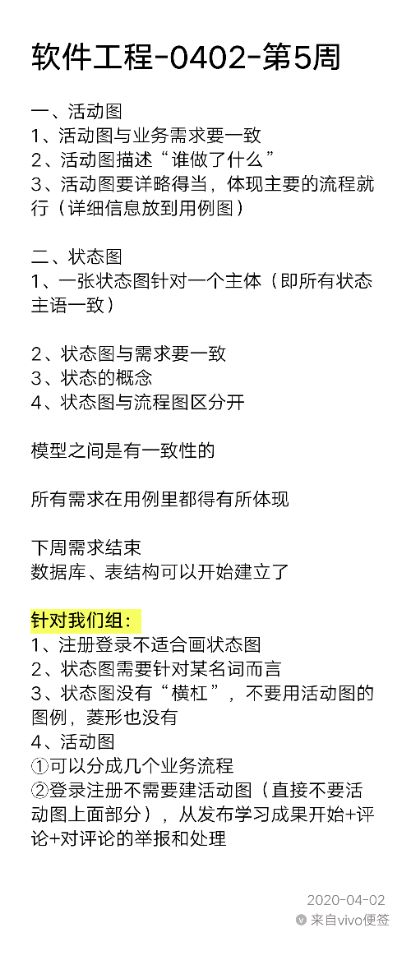 软件工程-0402-第5周
一、活动图
1、活动图与业务需求要一致
2、活动图描述“谁做了什么”
3、活动图要详略得当，体现主要的流程就
行（详细信息放到用例图）
二、状态图
1、一张状态图针对一个主体（即所有状态
主语一致）
2、状态图与需求要一致
3、状态的概念
4、状态图与流程图区分开
模型之间是有一致性的
所有需求在用例里都得有所体现
下周需求结束
数据库、表结构可以开始建立了
针对我们组：
1、注册登录不适合画状态图
2、状态图需要针对某名词而言
3、状态图没有“横杠”，不要用活动图的
图例，菱形也没有
4、活动图
①可以分成几个业务流程
②登录注册不需要建活动图（直接不要活
动图上面部分），从发布学习成果开始+评
论+对评论的举报和处理
2020-04-02
来自vivo便签